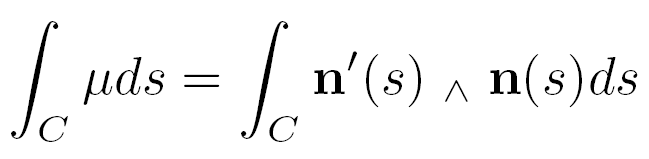 ∫_C μds = ∫_C n′(s) ∧ n(s)ds